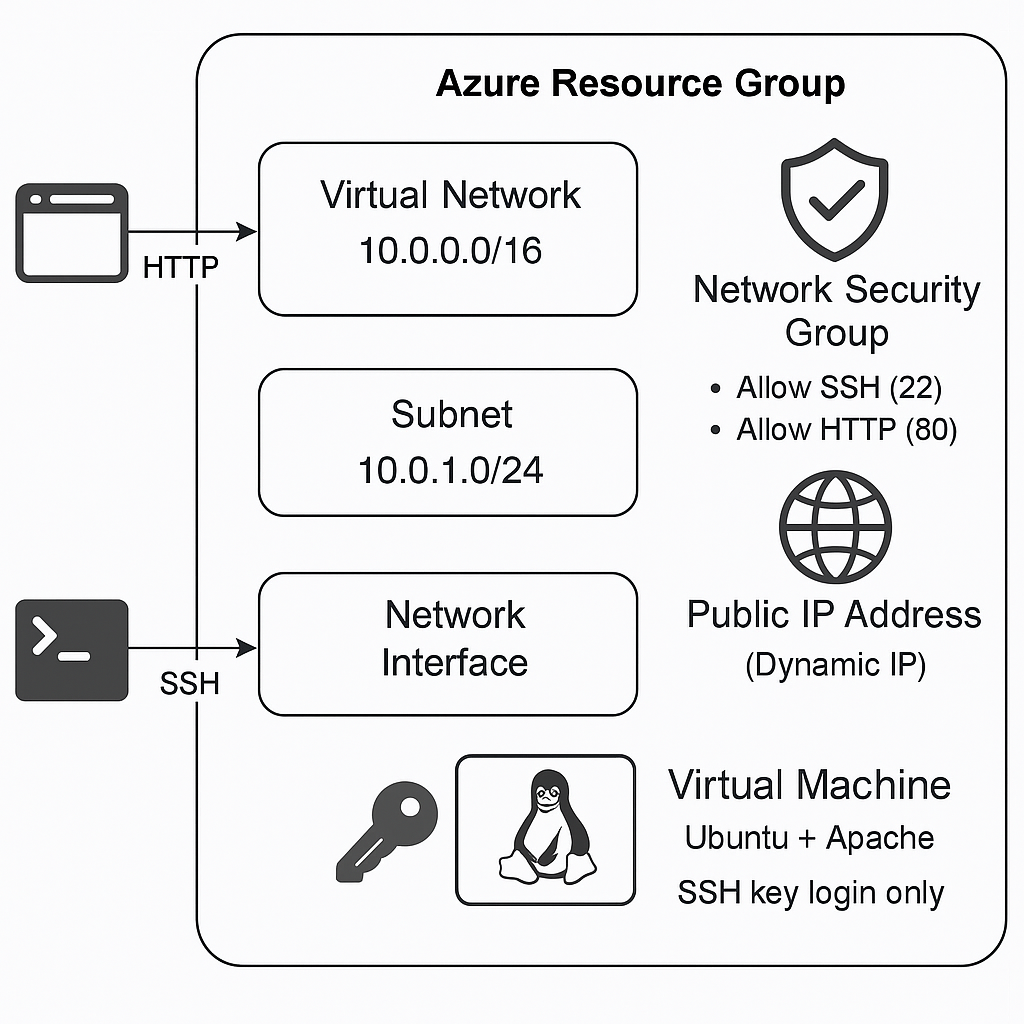 Azure Resource Group
HTTP
Virtual Network
10.0.0.0/16
Network Security
Group
• Allow SSH (22)
• Allow HTTP (80)
Subnet
10.0.1.0/24
SSH
Network
Interface
Public IP Address
(Dynamic IP)
Virtual Machine
Ubuntu + Apache
SSH key login only